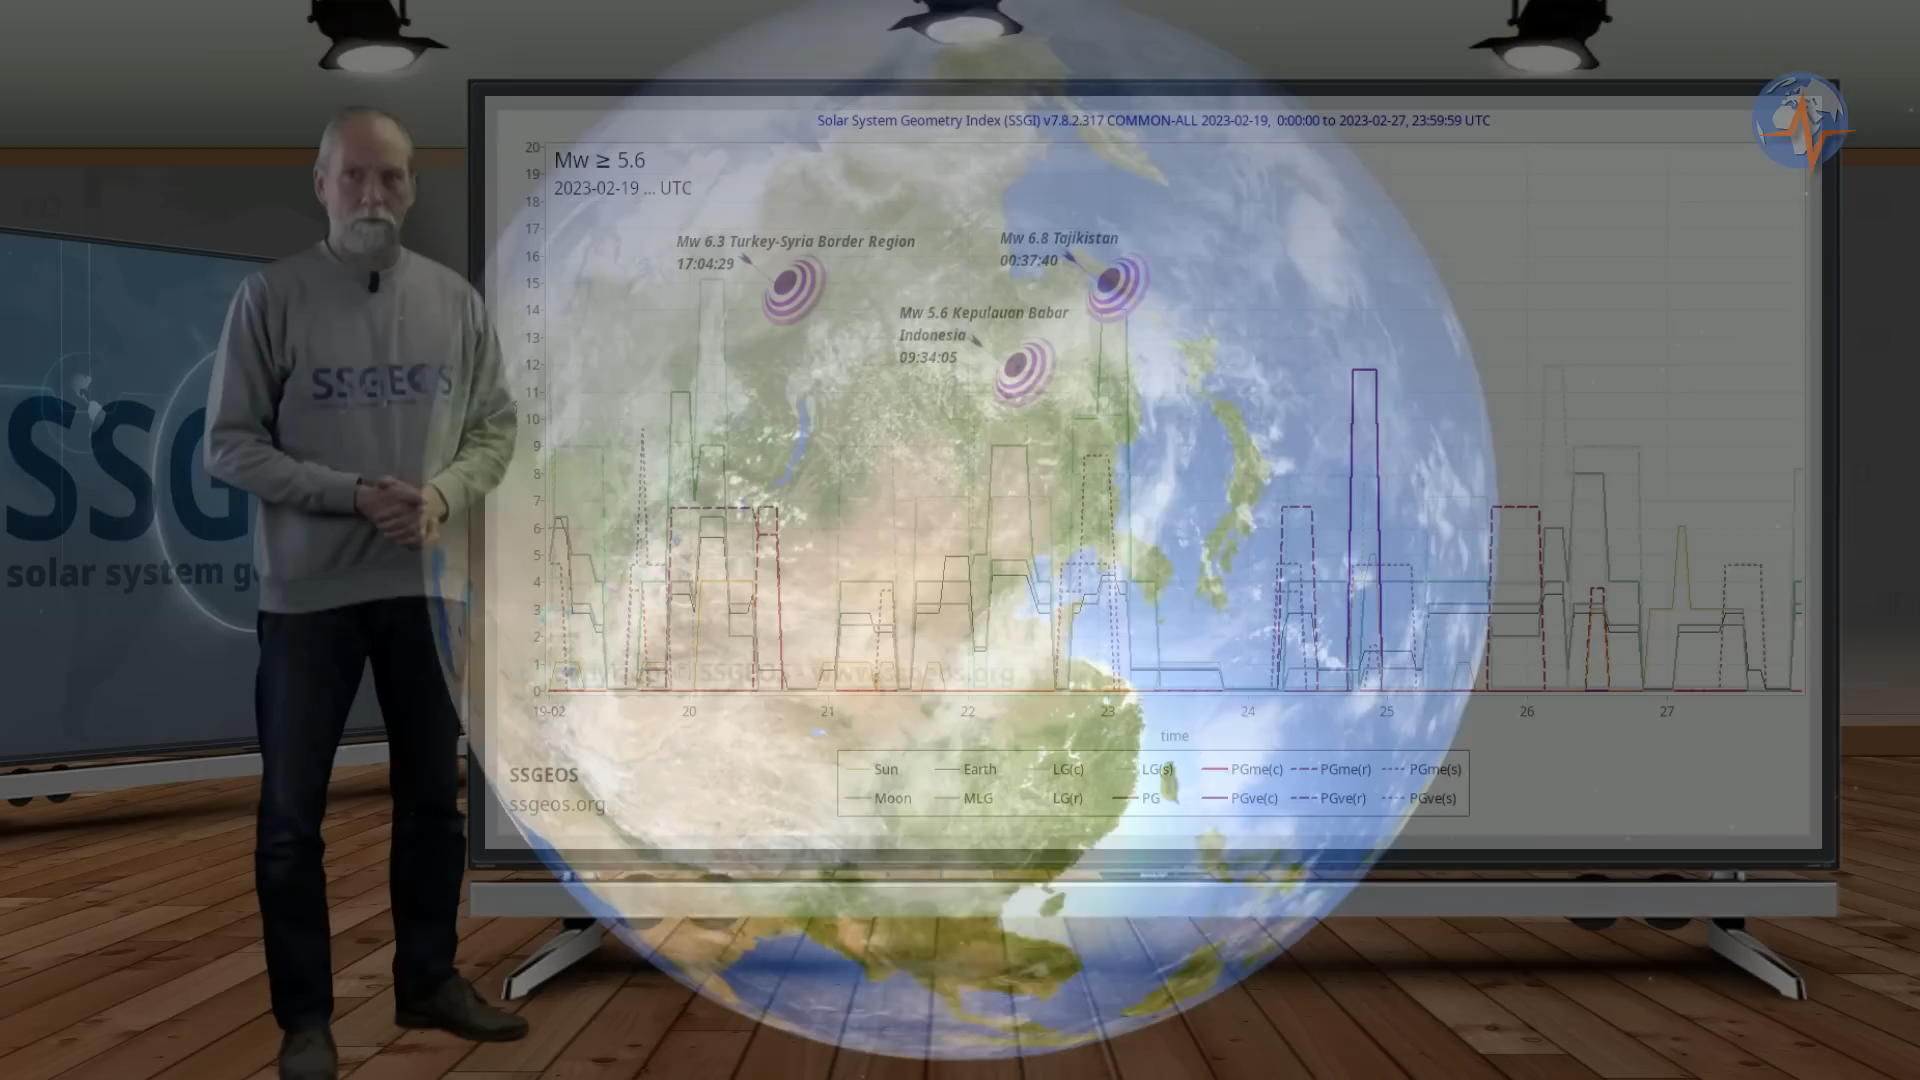 Solar System Geometry Index (SSGI) v7.8.2.317 COMMON-ALL 2023-02-19, 0:00:00 to 2023-02-27, 23:59:59 UTC
20
19
18
17
16
15
14
13
12
11
10
9
8
7
6
5
4
3
2
1
0
Mw ≥ 5.6
2023-02-19 ... UTC
Mw 6.3 Turkey-Syria Border Region
17:04:29
Mw 6.8 Tajikistan
00:37:40
Mw 5.6 Kepulauan Babar
Indonesia
09:34:05
SSGEOS
SSG
solar system g
SSGEOS - www.ssgeos.org
19-02 20 21 22 23 24 25 26 27
time
Sun Earth LG(c) LG(s) PGme(c) PGme(r) PGme(s)
Moon MLG LG(r) PG PGve(c) PGve(r) PGve(s)
SSGEOS
ssgeos.org